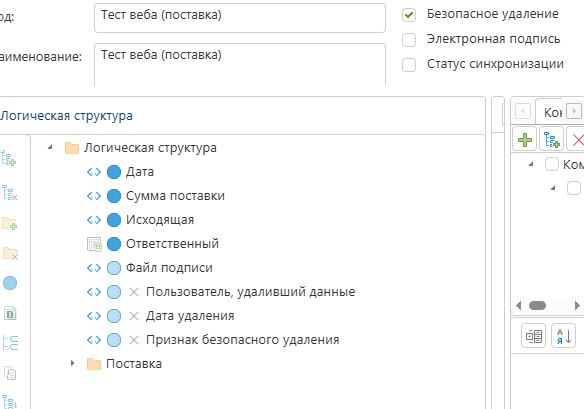 од:
Тест веба (поставка)
Безопасное удаление
Электронная подпись
аименование:
Тест веба (поставка)
Статус синхронизации
Логическая структура
Кон
Логическая структура
Дата
Сумма поставки
Исходящая
Ответственный
Файл подписи
Пользователь, удаливший данные
Дата удаления
Признак безопасного удаления
Поставка
Ком
А
Я